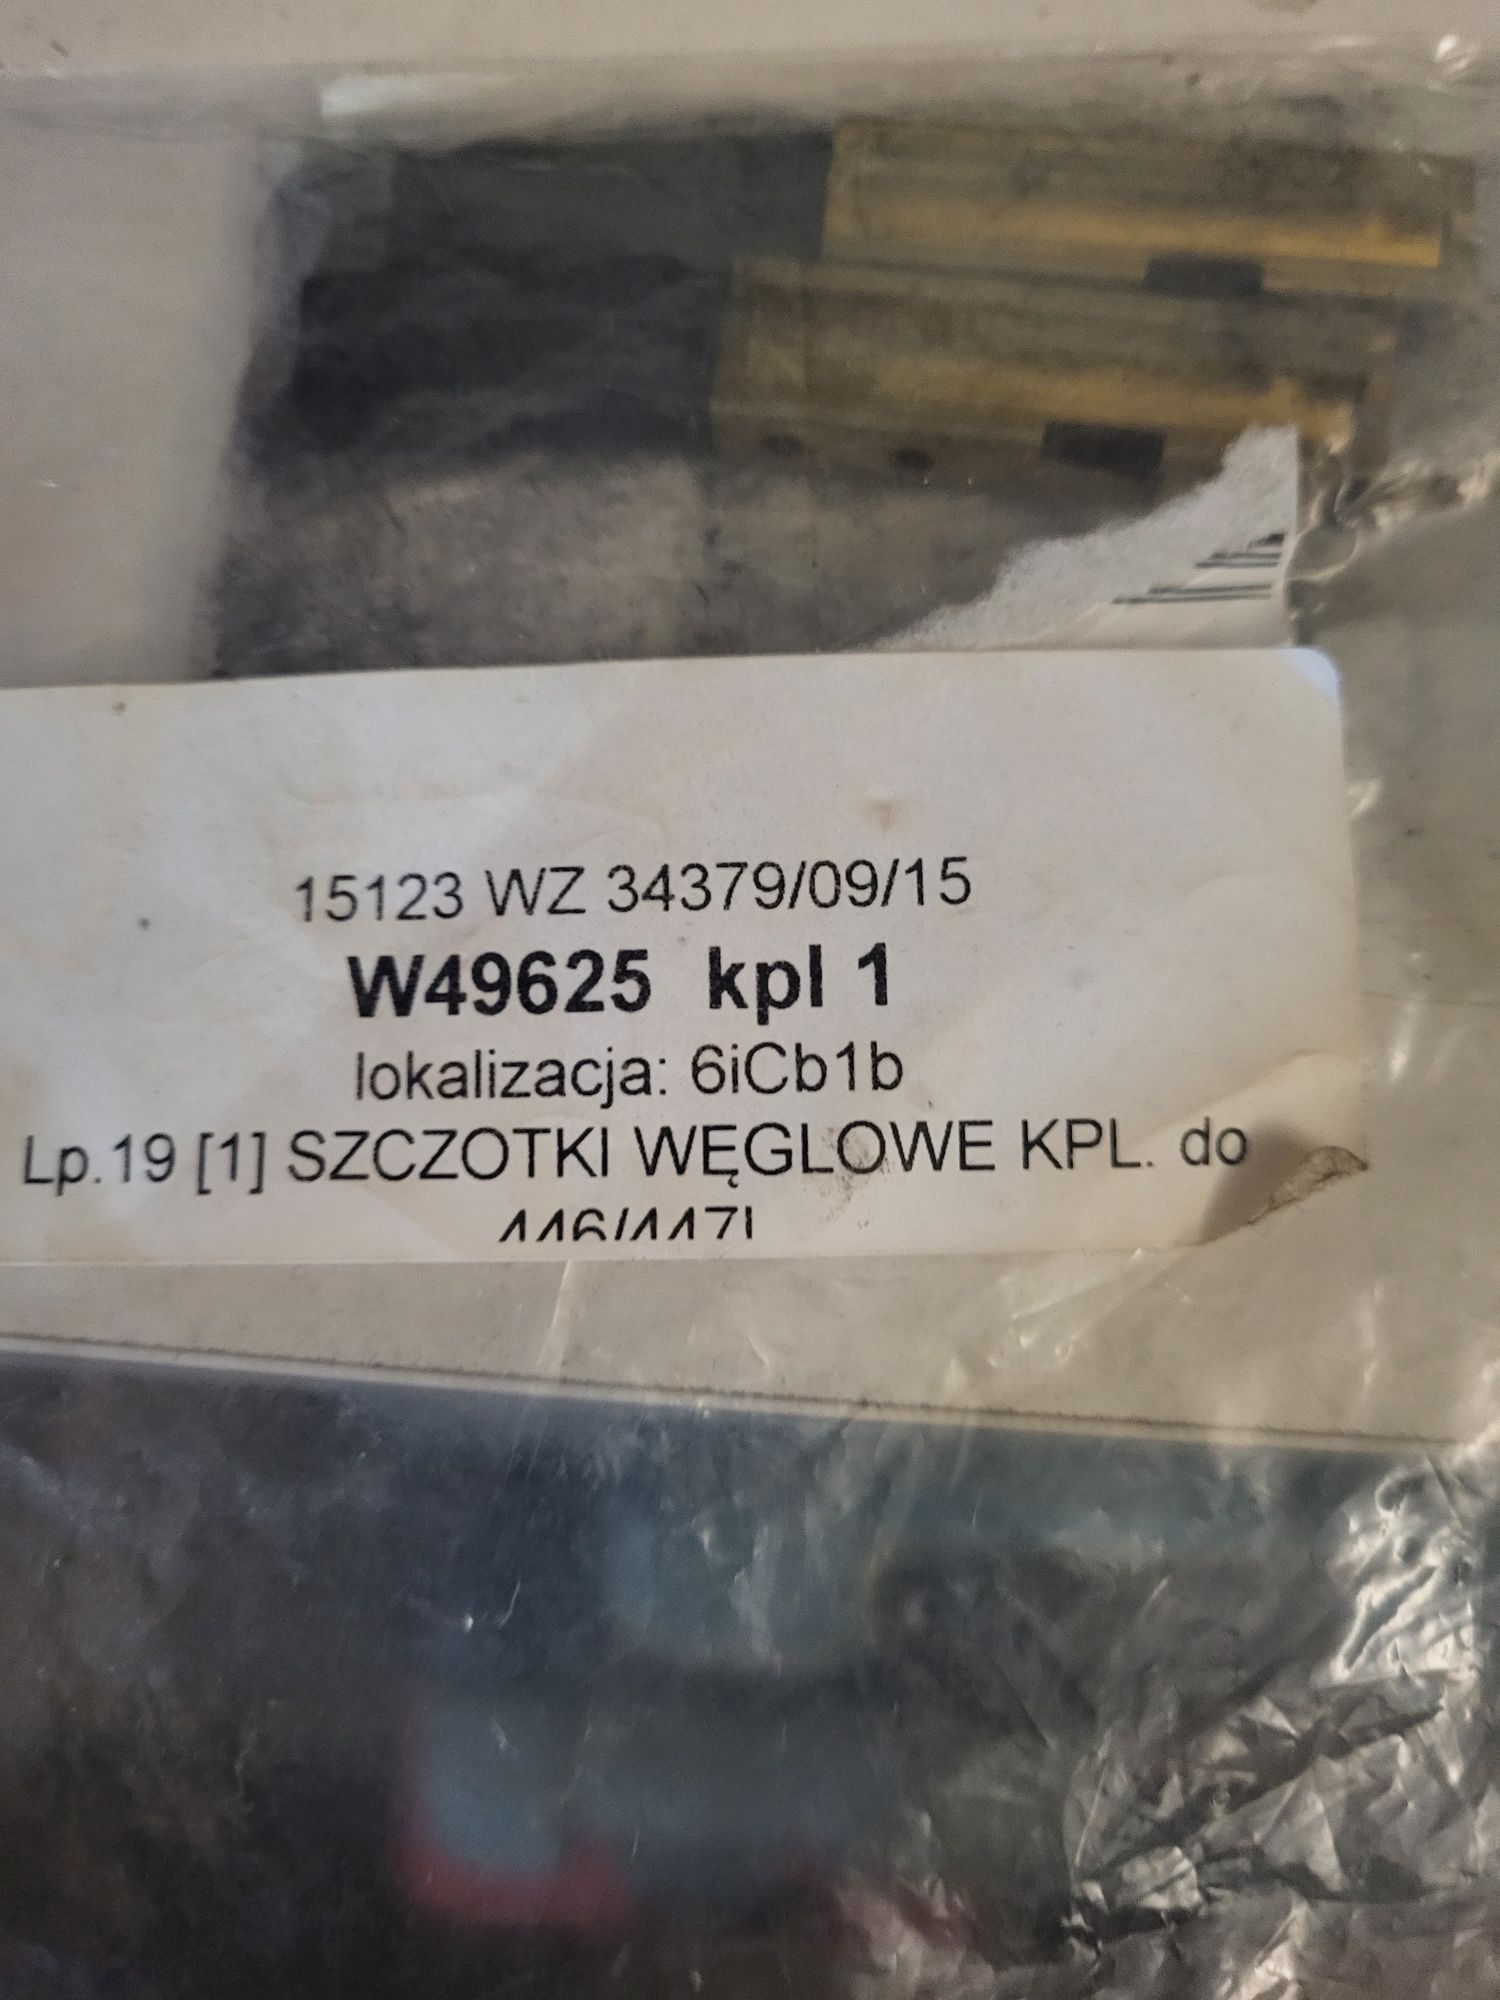 15123 WZ 34379/09/15
W49625 kpl 1
lokalizacja: 6iCb1b
Lp.19 [1] SZCZOTKI WĘGLOWE KPL. do